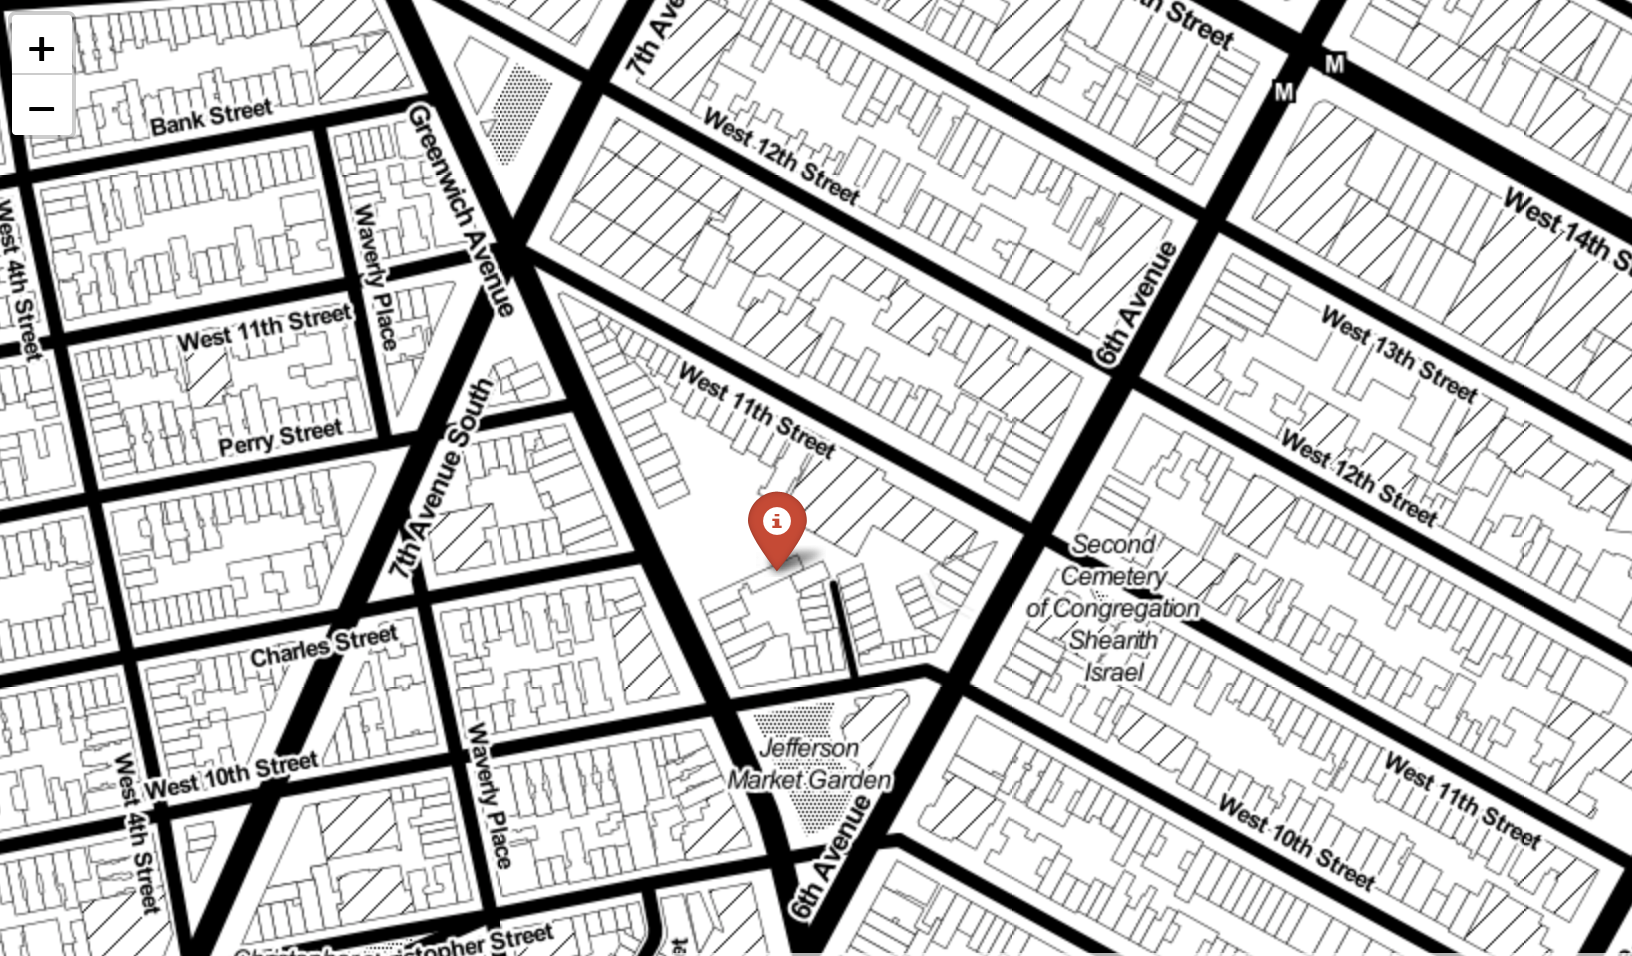 +
−
Bank Street
Greenwich Avenue
7th Ave
th Street
M
M
West 12th Street
West 14th S
West 4th Street
Waverly Place
West 11th Street
6th Avenue
West 13th Street
Perry Street
7th Avenue South
West 11th Street
West 12th Street
i
Second
Cemetery
of Congregation
Shearith
Israel
Charles Street
West 10th Street
West 4th Street
Waverly Place
Jefferson
Market Garden
6th Avenue
West 11th Street
West 10th Street
istopher Street
et